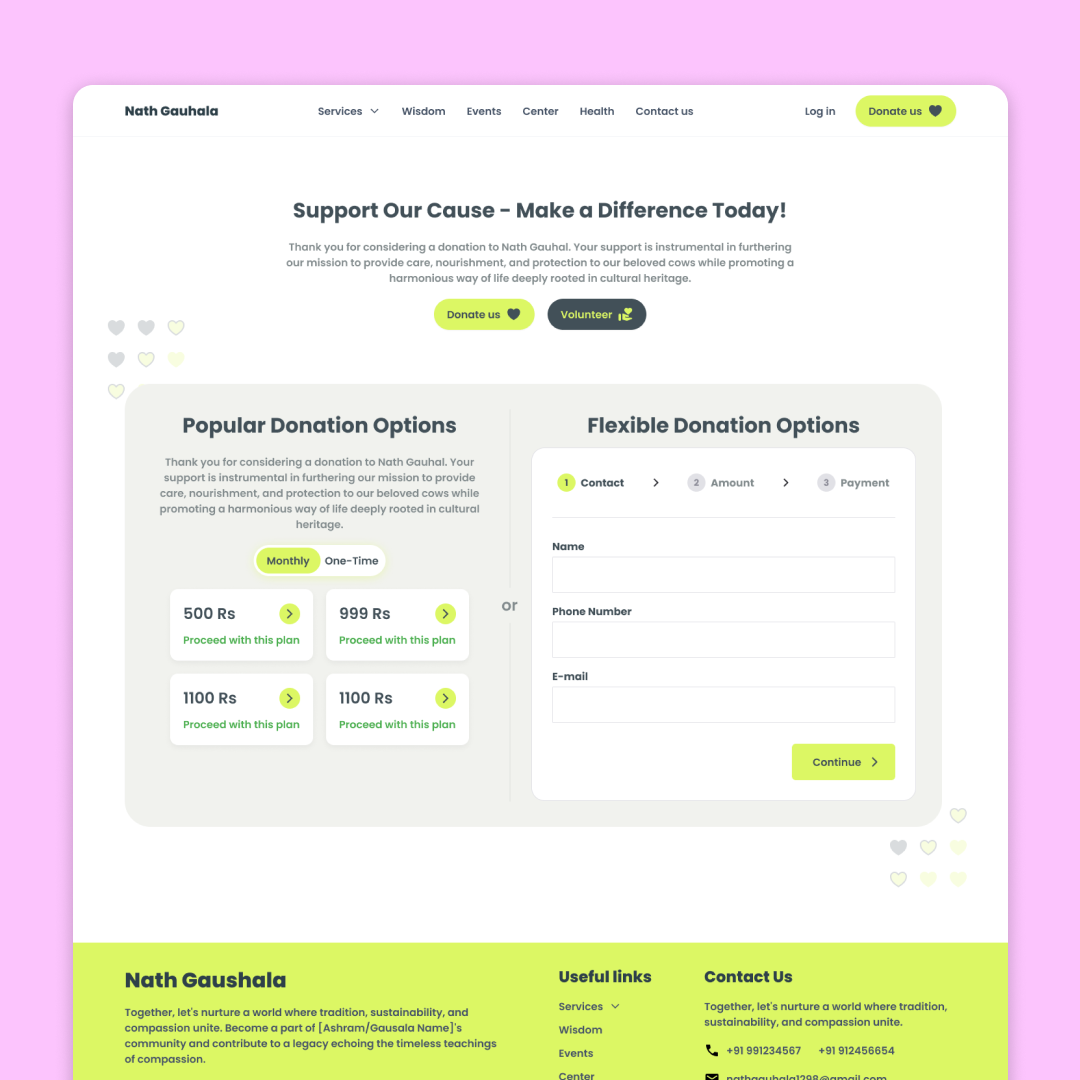 Nath Gauhala
Services Wisdom Events Center Health Contact us
Log in
Donate us
Support Our Cause - Make a Difference Today!
Thank you for considering a donation to Nath Gauhal. Your support is instrumental in furthering
our mission to provide care, nourishment, and protection to our beloved cows while promoting a
harmonious way of life deeply rooted in cultural heritage.
Donate us
Volunteer
Popular Donation Options
Thank you for considering a donation to Nath Gauhal. Your
support is instrumental in furthering our mission to provide
care, nourishment, and protection to our beloved cows while
promoting a harmonious way of life deeply rooted in cultural
heritage.
Monthly One-Time
500 Rs
Proceed with this plan
999 Rs
Proceed with this plan
1100 Rs
Proceed with this plan
1100 Rs
Proceed with this plan
or
Flexible Donation Options
1 Contact 2 Amount 3 Payment
Name
Phone Number
E-mail
Continue
Nath Gaushala
Together, let's nurture a world where tradition, sustainability, and
compassion unite. Become a part of [Ashram/Gausala Name]'s
community and contribute to a legacy echoing the timeless teachings
of compassion.
Useful links
Services
Wisdom
Events
Center
Contact Us
Together, let's nurture a world where tradition,
sustainability, and compassion unite.
+91 991234567 +91 912456654
nathgauhala1298@gmail.com